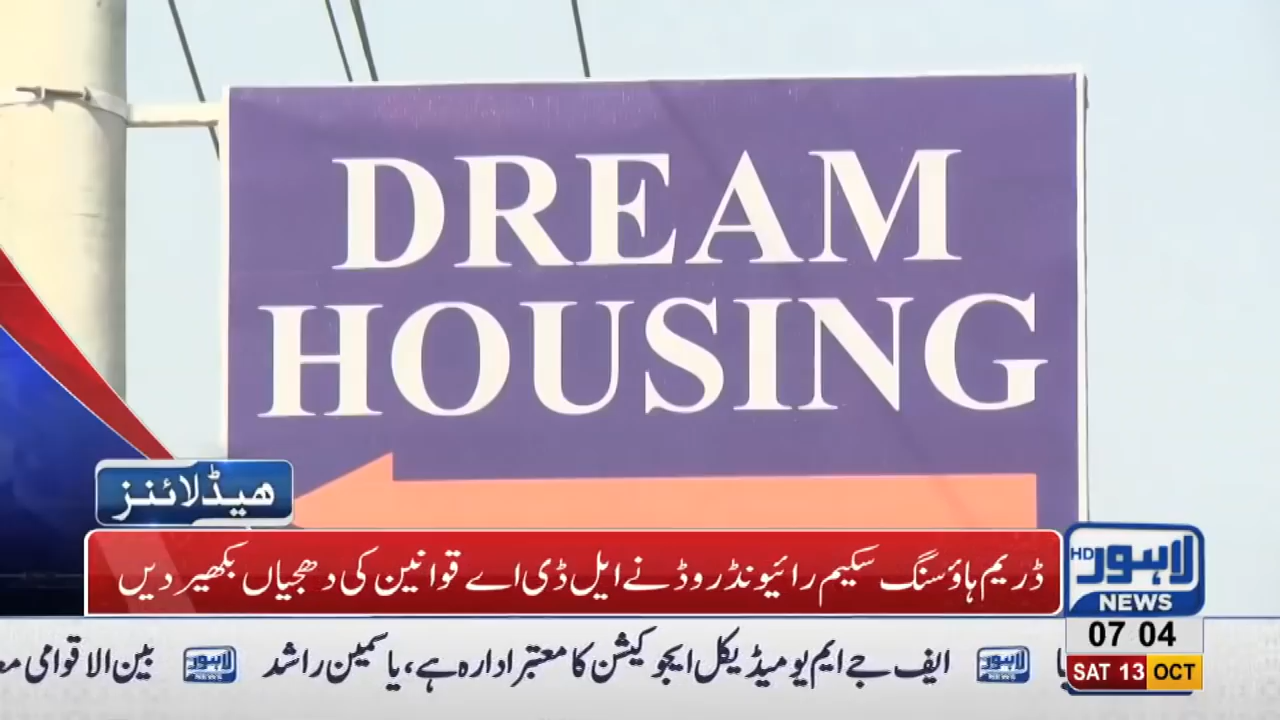 DREAM
HOUSING
ہیڈلائنز
ڈریم ہاؤسنگ سکیم رائیونڈ روڈ نے ایل ڈی اے قوانین کی دھجیاں بکھیر دیں
لاہور HD
NEWS
07 04
SAT 13 OCT
ایف جے ایم یو میڈیکل ایجوکیشن کا معتبر ادارہ ہے، یاسمین راشد لاہور NEWS بین الاقوامی